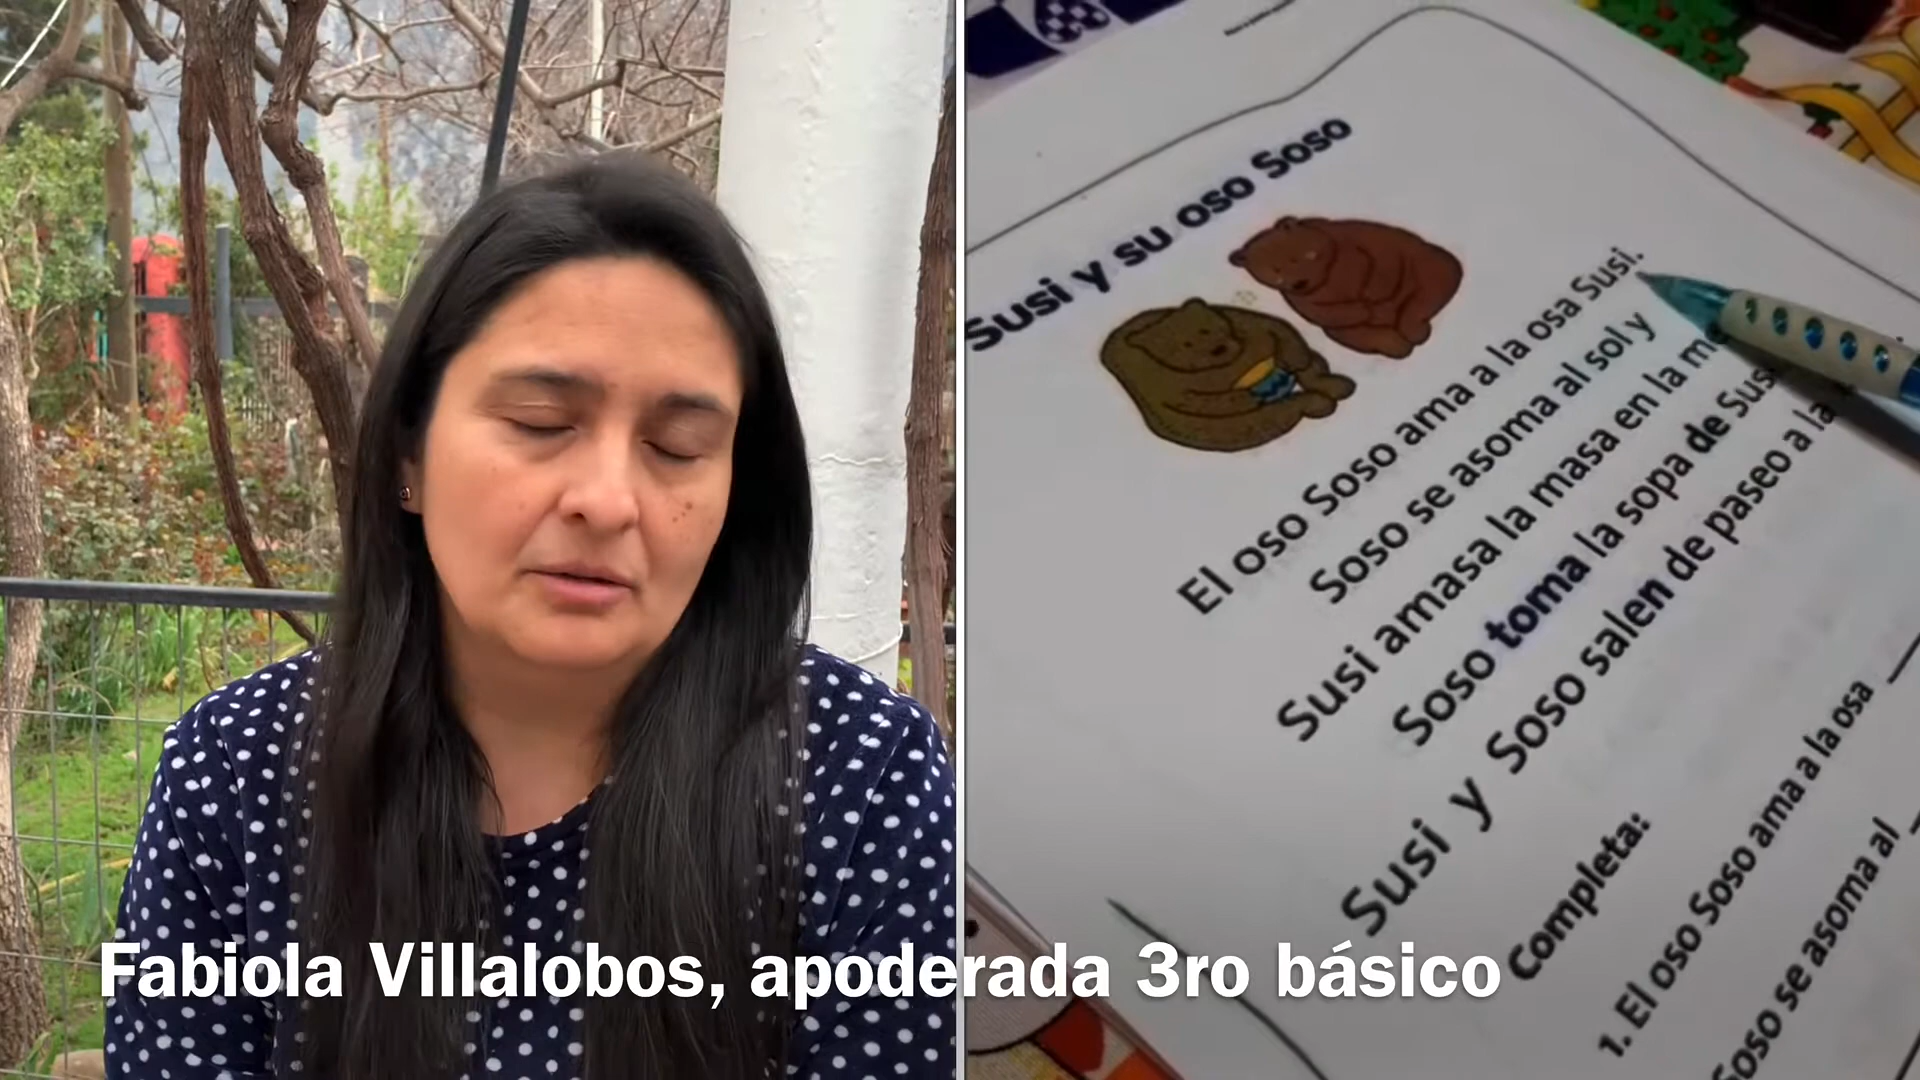 Susi y su oso Soso
El oso Soso ama a la osa Susi.
Soso se asoma al sol y
Susi amasa la masa en la
Soso toma la sopa de
Susi y Soso salen de paseo a la
Completa:
1. El oso Soso ama a la osa
Soso se asoma al
Fabiola Villalobos, apoderada 3ro básico